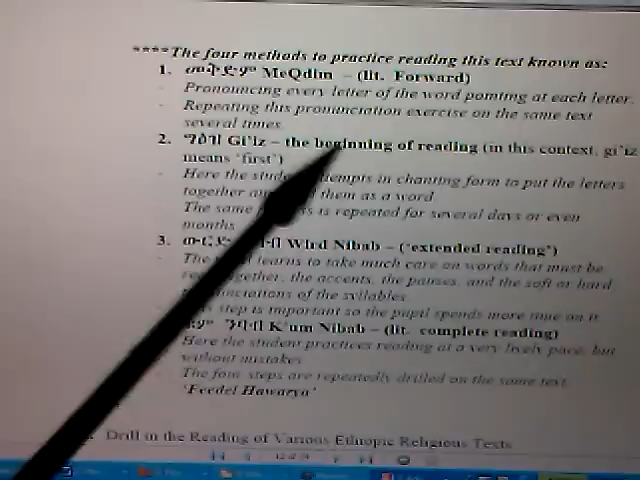 ****The four methods to practice reading this text known as:
1. መቅድም MeQdim – (lit. Forward)
- Pronouncing every letter of the word pointing at each letter.
- Repeating this pronunciation exercise on the same text
several times.
2. ግዕዝ Gi'iz – the beginning of reading (in this context, gi'iz
means 'first')
- Here the attempts in chanting form to put the letters
together them as a word
The same is repeated for several days or even
months
3. Wird Nibab – ('extended reading')
- The learns to take much care on words that must be
together, the accents, the pauses, and the soft or hard
of the syllables
step is important so the pupil spends more time on it
K'um Nibab – (lit. complete reading)
Here the student practices reading at a very lively pace, but
without mistakes
- The four steps are repeatedly drilled on the same text
'Feedel Hawarya'
Drill in the Reading of Various Ethiopic Religious Texts